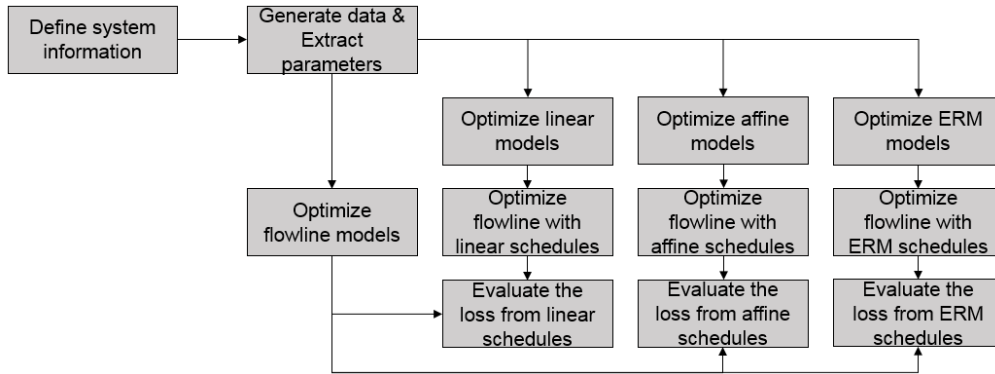 Define system
information
Generate data &
Extract
parameters
Optimize linear
models
Optimize affine
models
Optimize ERM
models
Optimize
flowline models
Optimize
flowline with
linear schedules
Optimize
flowline with
affine schedules
Optimize
flowline with
ERM schedules
Evaluate the
loss from linear
schedules
Evaluate the
loss from affine
schedules
Evaluate the
loss from ERM
schedules